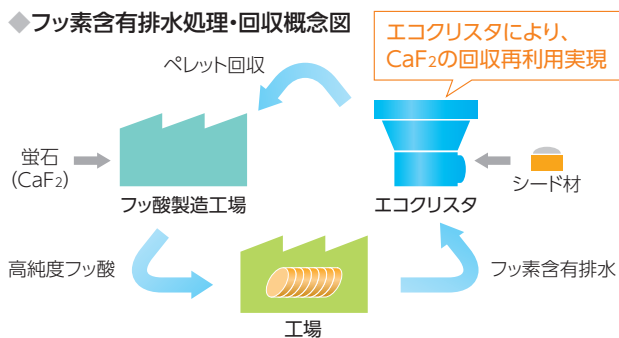 ◆フッ素含有排水処理・回収概念図
エコクリスタにより、
CaF₂の回収再利用実現
ペレット回収
蛍石
(CaF₂)
シード材
フッ酸製造工場
エコクリスタ
高純度フッ酸
フッ素含有排水
工場